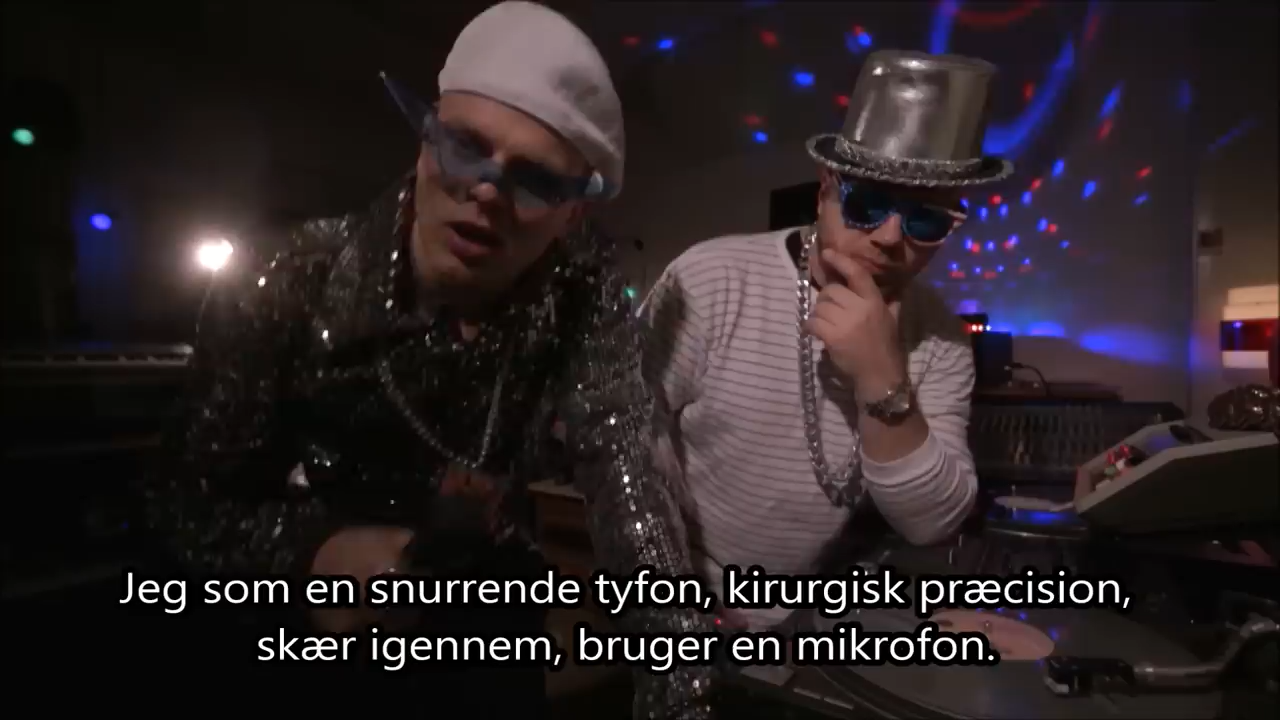 Jeg som en snurrende tyfon, kirurgisk præcision,
skær igennem, bruger en mikrofon.